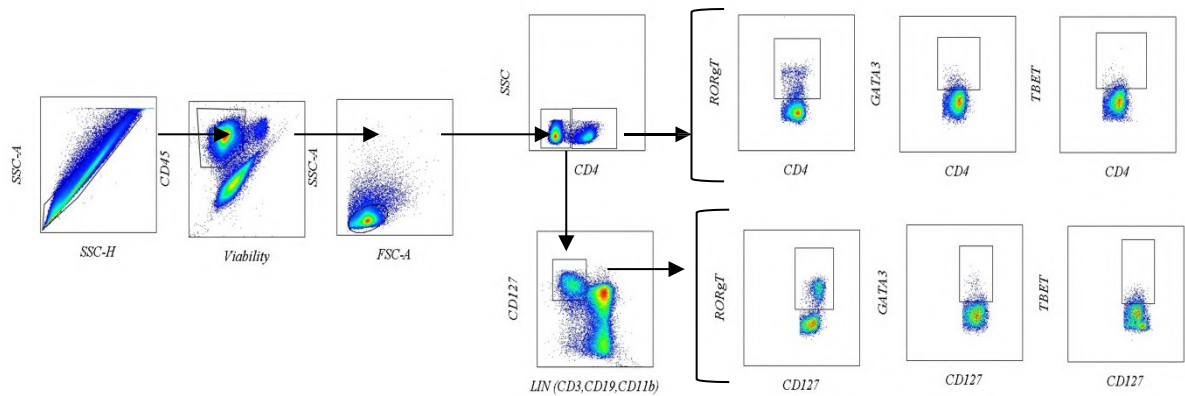 SSC-A
SSC-H
CD45
Viability
SSC-A
FSC-A
SSC
CD4
RORgT
CD4
GATA3
CD4
TBET
CD4
CD127
LIN (CD3,CD19,CD11b)
RORgT
CD127
GATA3
CD127
TBET
CD127